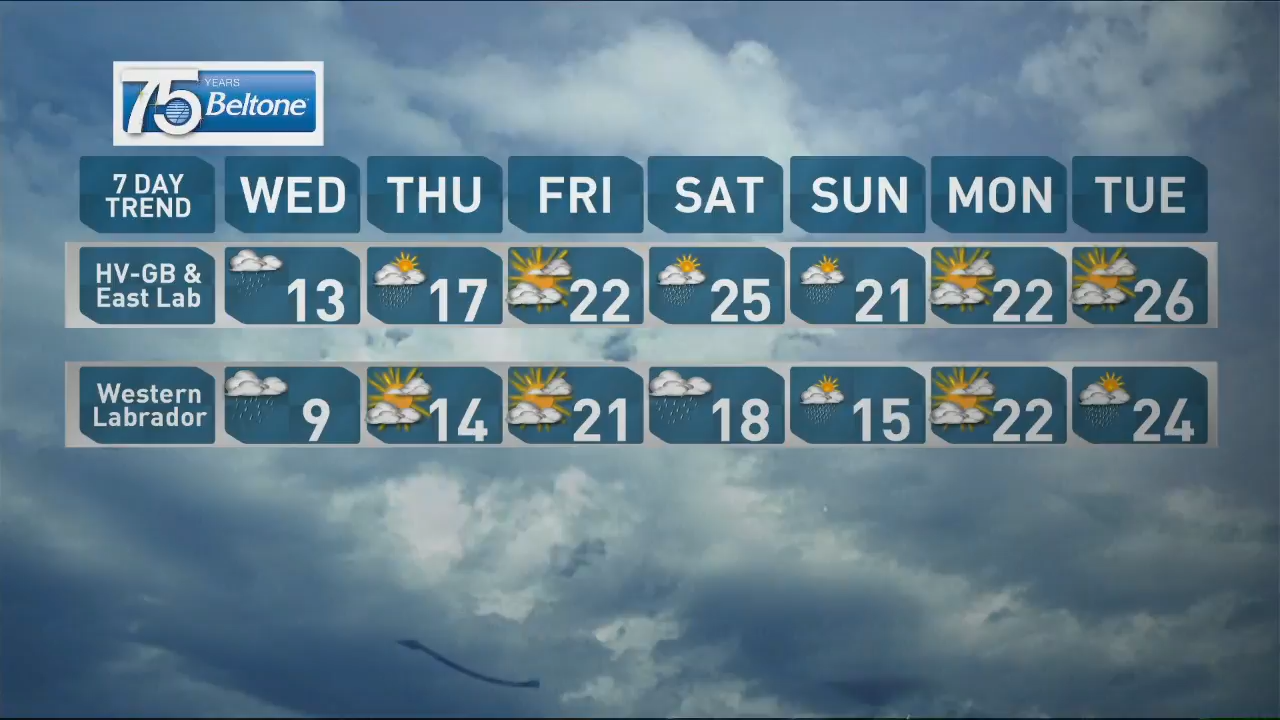 75 YEARS
Beltone
7 DAY
TREND
WED THU FRI SAT SUN MON TUE
HV-GB &
East Lab
13 17 22 25 21 22 26
Western
Labrador
9 14 21 18 15 22 24